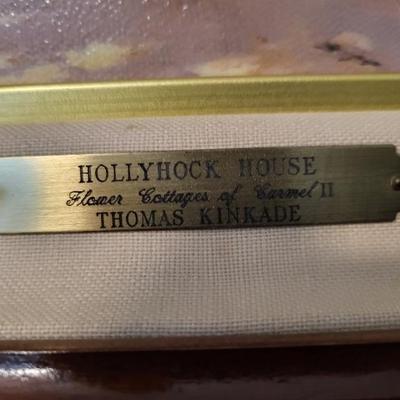 HOLLYHOCK HOUSE
Flower Cottages of Carmel II
THOMAS KINKADE